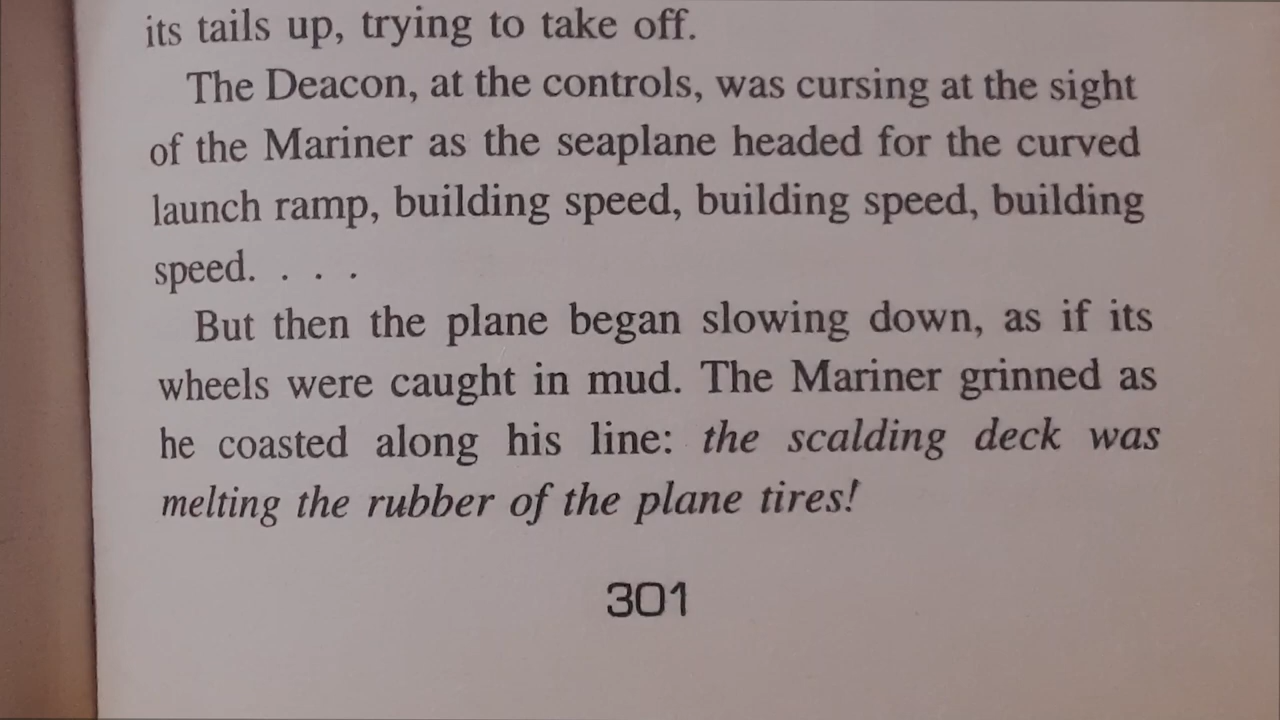 its tails up, trying to take off.
The Deacon, at the controls, was cursing at the sight
of the Mariner as the seaplane headed for the curved
launch ramp, building speed, building speed, building
speed. . . .
But then the plane began slowing down, as if its
wheels were caught in mud. The Mariner grinned as
he coasted along his line: the scalding deck was
melting the rubber of the plane tires!
301